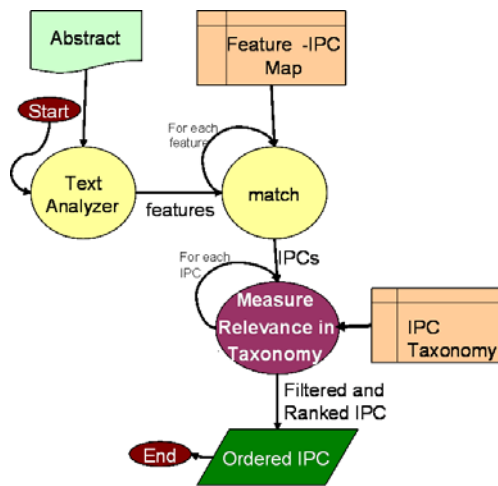 Abstract
Feature -IPC
Map
Start
For each
feature
Text
Analyzer
features
match
For each
IPC
IPCs
Measure
Relevance in
Taxonomy
IPC
Taxonomy
Filtered and
Ranked IPC
End
Ordered IPC